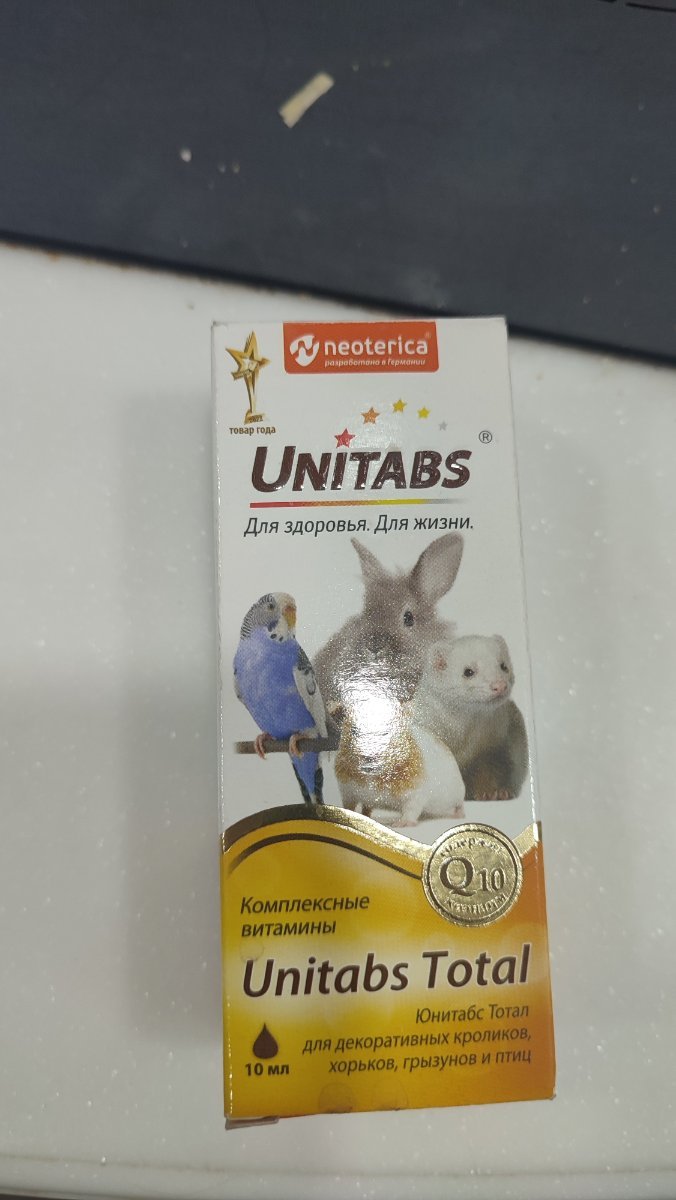 neoterica®
разработано в Германии
товар года
UNITABS®
Для здоровья. Для жизни.
Q10
Комплексные
витамины
Unitabs Total
Юнитабс Тотал
для декоративных кроликов,
хорьков, грызунов и птиц
10 мл